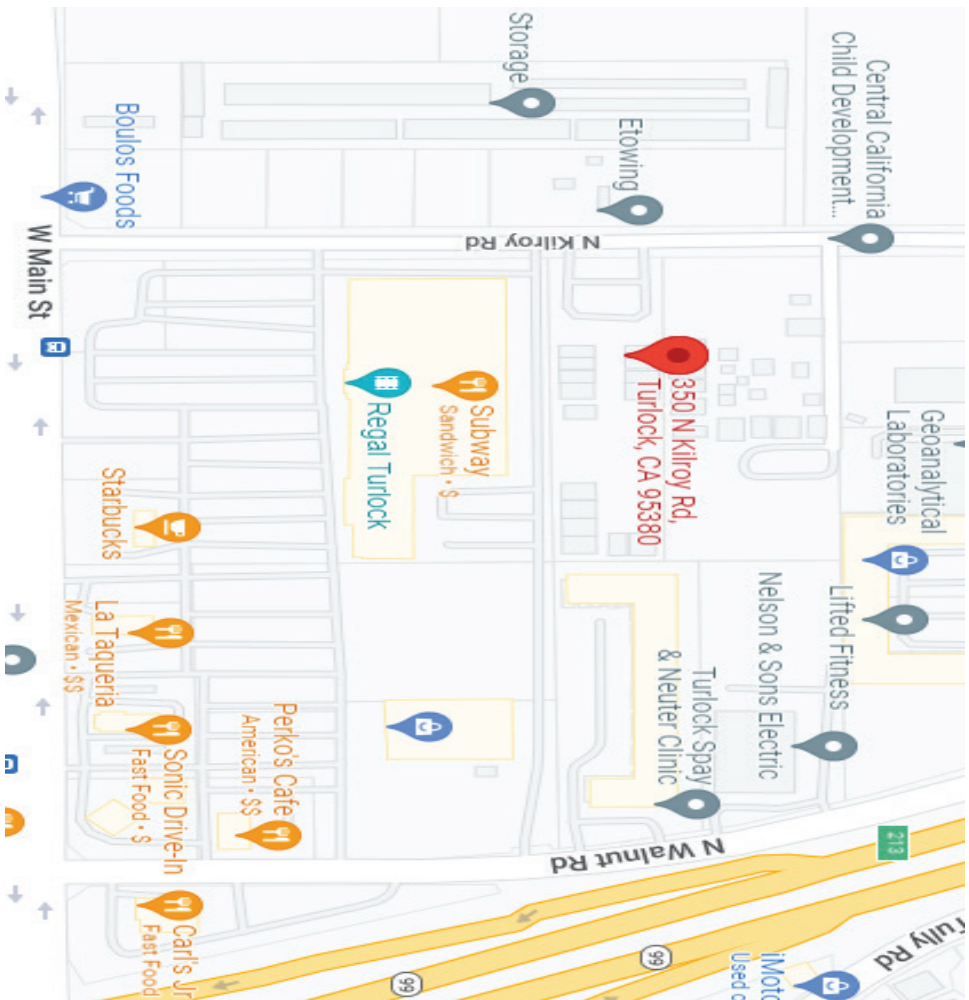 Storage
Central California
Child Development...
Etowing
Boulos Foods
N Kilroy Rd
W Main St
350 N Kilroy Rd,
Turlock, CA 95380
Geoanalytical
Laboratories
Subway
Sandwich • $
Regal Turlock
Starbucks
Lifted Fitness
Nelson & Sons Electric
La Taqueria
Mexican • $$
Turlock Spay
& Neuter Clinic
Perko's Cafe
American • $$
Sonic Drive-In
Fast Food • $
N Walnut Rd
213
Carl's Jr
Fast Food
99
99
Tully Rd
iMoto
Used c